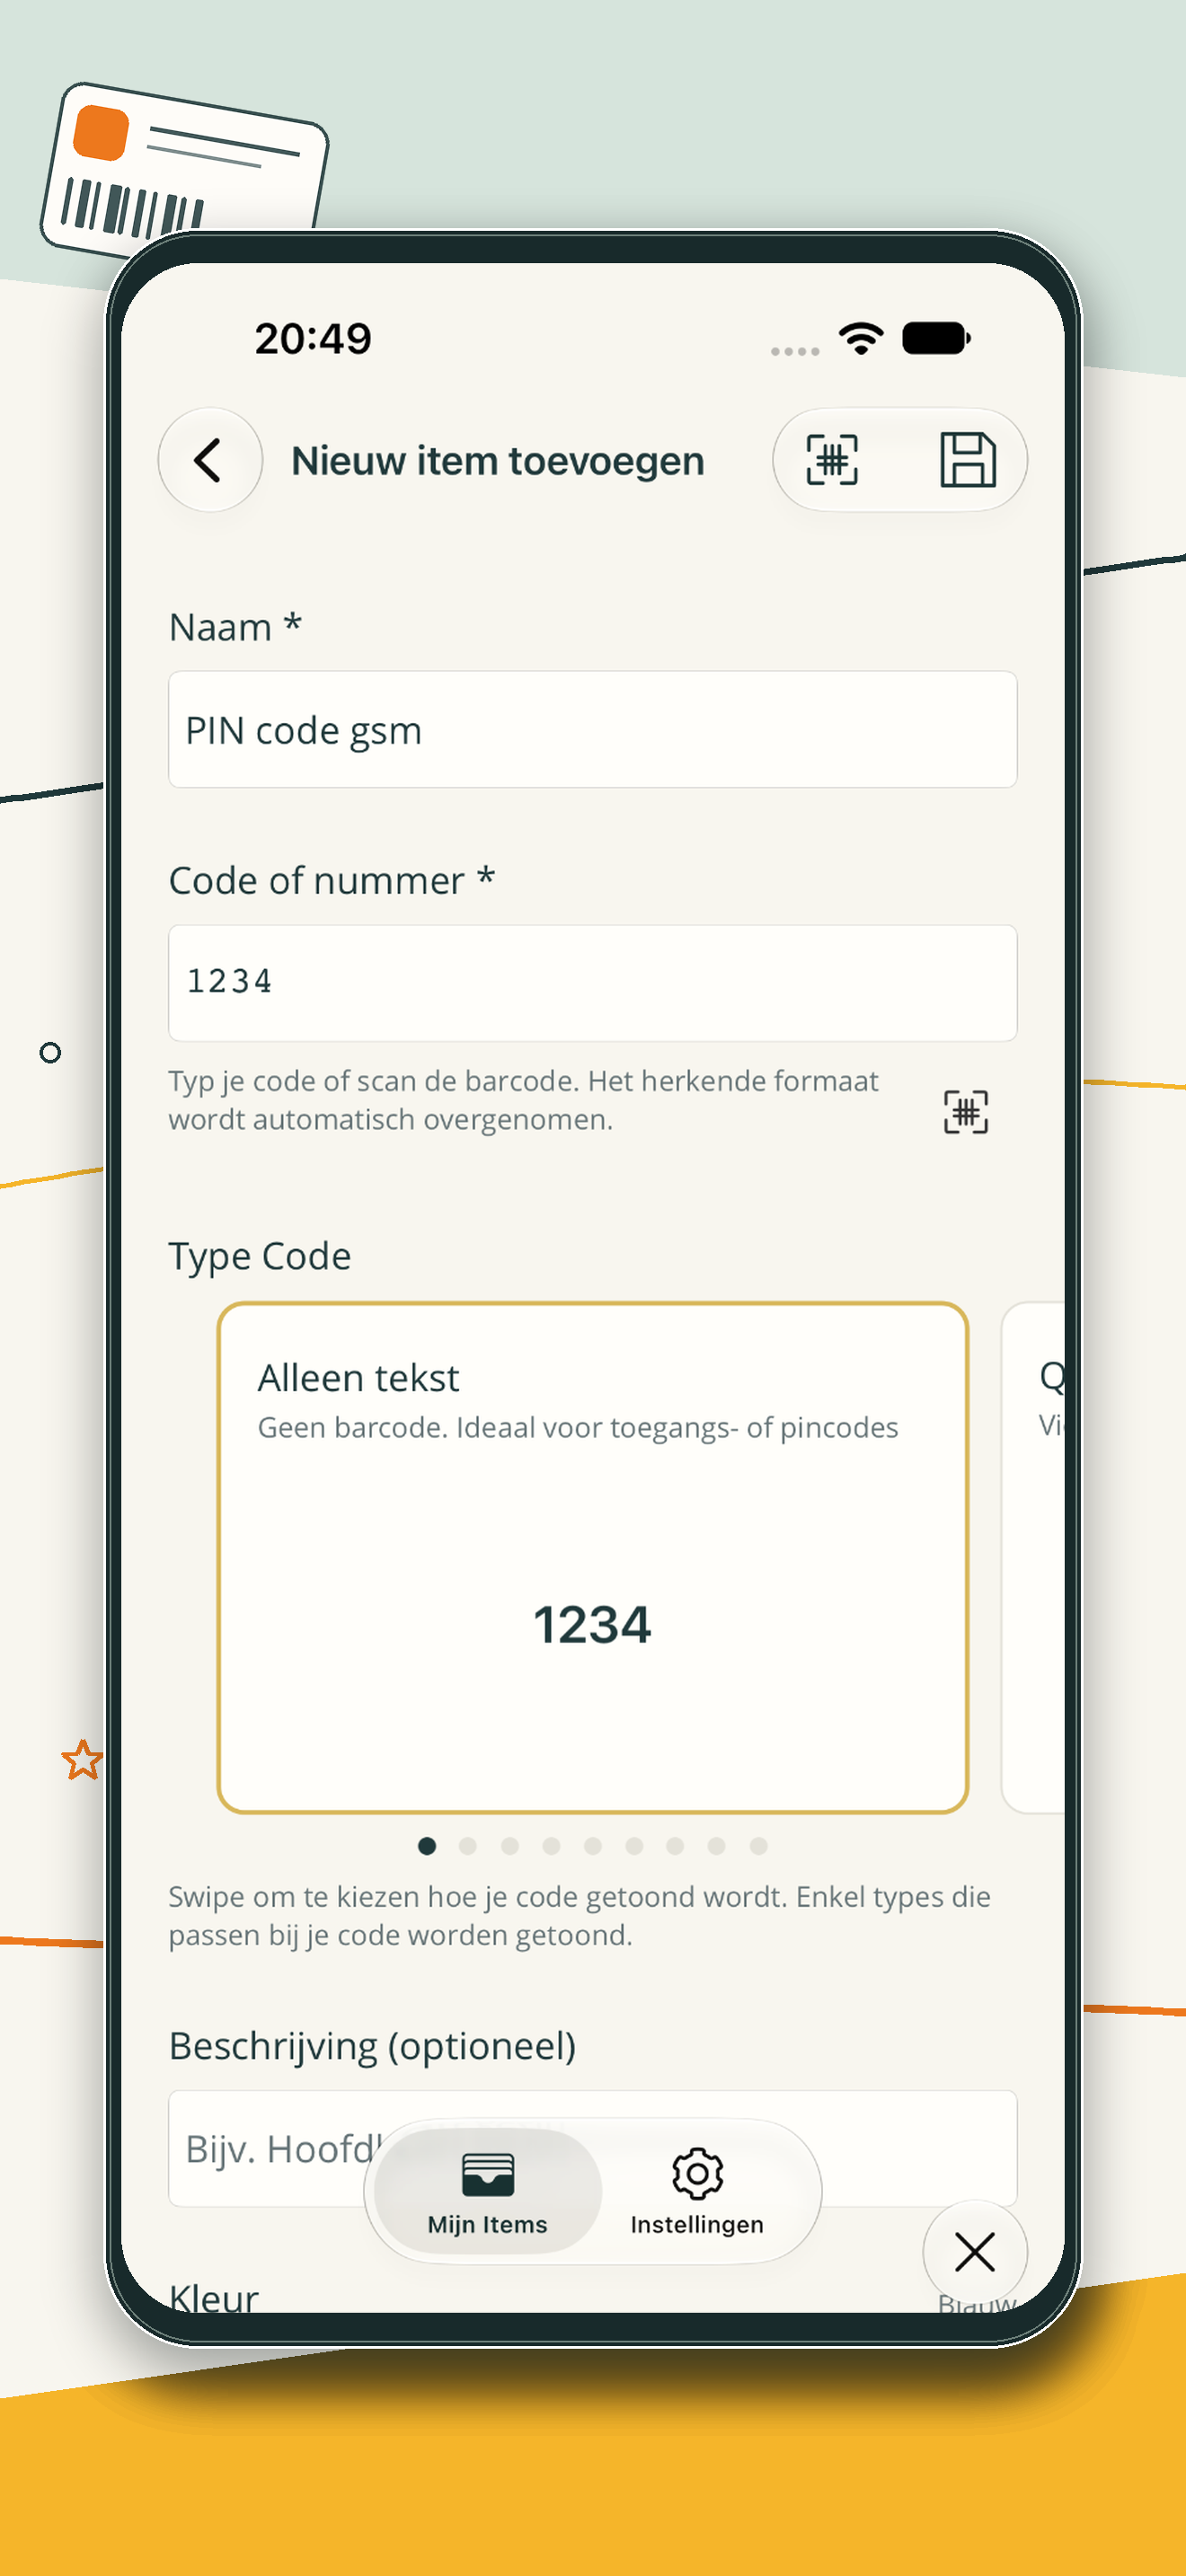 20:49
Nieuw item toevoegen
Naam *
PIN code gsm
Code of nummer *
1234
Typ je code of scan de barcode. Het herkende formaat
wordt automatisch overgenomen.
Type Code
Alleen tekst
Geen barcode. Ideaal voor toegangs- of pincodes
1234
Swipe om te kiezen hoe je code getoond wordt. Enkel types die
passen bij je code worden getoond.
Beschrijving (optioneel)
Bijv.
Mijn Items
Instellingen
Kleur
Blauw